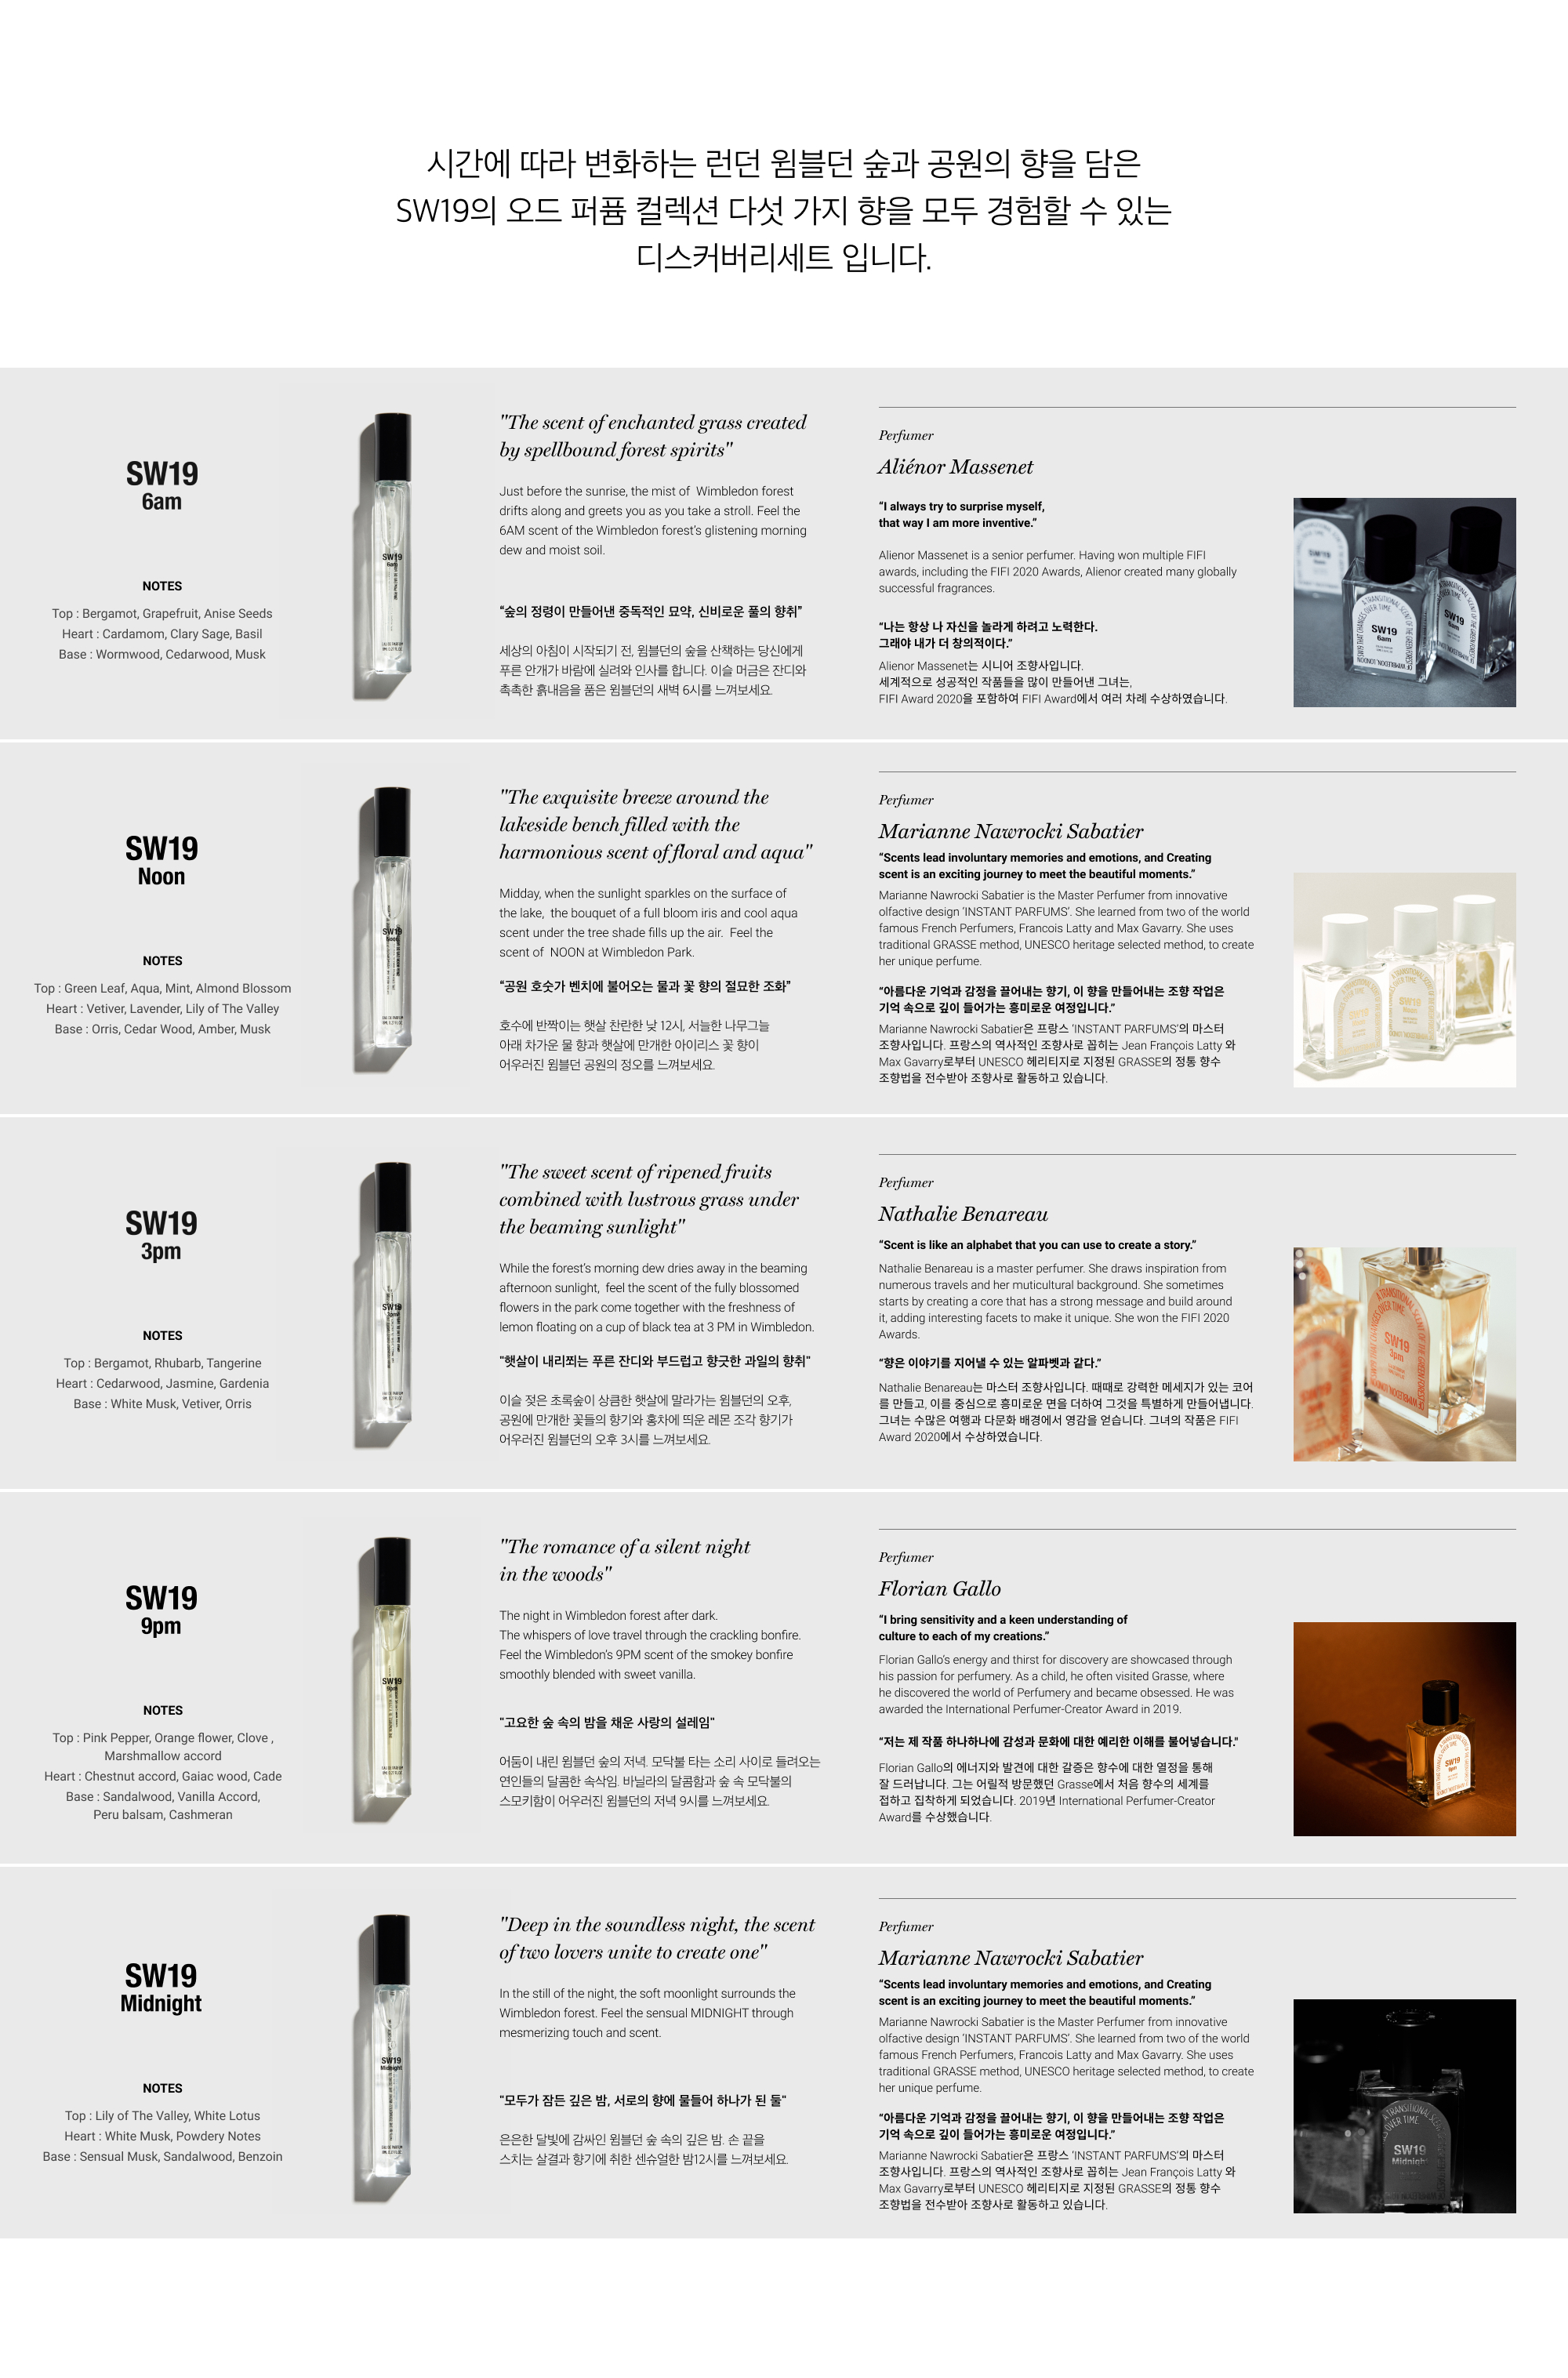 시간에 따라 변화하는 런던 윔블던 숲과 공원의 향을 담은
SW19의 오드 퍼퓸 컬렉션 다섯 가지 향을 모두 경험할 수 있는
디스커버리세트 입니다.
SW19
6am
NOTES
Top : Bergamot, Grapefruit, Anise Seeds
Heart : Cardamom, Clary Sage, Basil
Base : Wormwood, Cedarwood, Musk
SW19
6am
"The scent of enchanted grass created
by spellbound forest spirits"
Just before the sunrise, the mist of Wimbledon forest
drifts along and greets you as you take a stroll. Feel the
6AM scent of the Wimbledon forest's glistening morning
dew and moist soil.
“숲의 정령이 만들어낸 중독적인 묘약, 신비로운 풀의 향취”
세상의 아침이 시작되기 전, 윔블던의 숲을 산책하는 당신에게
푸른 안개가 바람에 실려와 인사를 합니다. 이슬 머금은 잔디와
촉촉한 흙내음을 품은 윔블던의 새벽 6시를 느껴보세요.
Perfumer
Aliénor Massenet
“I always try to surprise myself,
that way I am more inventive.”
Alienor Massenet is a senior perfumer. Having won multiple FIFI
awards, including the FIFI 2020 Awards, Alienor created many globally
successful fragrances.
“나는 항상 나 자신을 놀라게 하려고 노력한다.
그래야 내가 더 창의적이다.”
Alienor Massenet는 시니어 조향사입니다.
세계적으로 성공적인 작품들을 많이 만들어낸 그녀는,
FIFI Award 2020을 포함하여 FIFI Award에서 여러 차례 수상하였습니다.
SW19
6am
SW19
Noon
NOTES
Top : Green Leaf, Aqua, Mint, Almond Blossom
Heart : Vetiver, Lavender, Lily of The Valley
Base : Orris, Cedar Wood, Amber, Musk
SW19
Noon
"The exquisite breeze around the
lakeside bench filled with the
harmonious scent of floral and aqua"
Midday, when the sunlight sparkles on the surface of
the lake, the bouquet of a full bloom iris and cool aqua
scent under the tree shade fills up the air. Feel the
scent of NOON at Wimbledon Park.
“공원 호숫가 벤치에 불어오는 물과 꽃 향의 절묘한 조화”
호수에 반짝이는 햇살 찬란한 낮 12시, 서늘한 나무그늘
아래 차가운 물 향과 햇살에 만개한 아이리스 꽃 향이
어우러진 윔블던 공원의 정오를 느껴보세요.
Perfumer
Marianne Nawrocki Sabatier
“Scents lead involuntary memories and emotions, and Creating
scent is an exciting journey to meet the beautiful moments.”
Marianne Nawrocki Sabatier is the Master Perfumer from innovative
olfactive design ‘INSTANT PARFUMS’. She learned from two of the world
famous French Perfumers, Francois Latty and Max Gavarry. She uses
traditional GRASSE method, UNESCO heritage selected method, to create
her unique perfume.
“아름다운 기억과 감정을 끌어내는 향기, 이 향을 만들어내는 조향 작업은
기억 속으로 깊이 들어가는 흥미로운 여정입니다.”
Marianne Nawrocki Sabatier은 프랑스 ‘INSTANT PARFUMS’의 마스터
조향사입니다. 프랑스의 역사적인 조향사로 꼽히는 Jean François Latty 와
Max Gavarry로부터 UNESCO 헤리티지로 지정된 GRASSE의 정통 향수
조향법을 전수받아 조향사로 활동하고 있습니다.
SW19
SW19
3pm
NOTES
Top : Bergamot, Rhubarb, Tangerine
Heart : Cedarwood, Jasmine, Gardenia
Base : White Musk, Vetiver, Orris
SW19
3pm
"The sweet scent of ripened fruits
combined with lustrous grass under
the beaming sunlight"
While the forest's morning dew dries away in the beaming
afternoon sunlight, feel the scent of the fully blossomed
flowers in the park come together with the freshness of
lemon floating on a cup of black tea at 3 PM in Wimbledon.
"햇살이 내리쬐는 푸른 잔디와 부드럽고 향긋한 과일의 향취"
이슬 젖은 초록숲이 상큼한 햇살에 말라가는 윔블던의 오후,
공원에 만개한 꽃들의 향기와 홍차에 띄운 레몬 조각 향기가
어우러진 윔블던의 오후 3시를 느껴보세요.
Perfumer
Nathalie Benareau
“Scent is like an alphabet that you can use to create a story.”
Nathalie Benareau is a master perfumer. She draws inspiration from
numerous travels and her muticultural background. She sometimes
starts by creating a core that has a strong message and build around
it, adding interesting facets to make it unique. She won the FIFI 2020
Awards.
“향은 이야기를 지어낼 수 있는 알파벳과 같다.”
Nathalie Benareau는 마스터 조향사입니다. 때때로 강력한 메세지가 있는 코어
를 만들고, 이를 중심으로 흥미로운 면을 더하여 그것을 특별하게 만들어냅니다.
그녀는 수많은 여행과 다문화 배경에서 영감을 얻습니다. 그녀의 작품은 FIFI
Award 2020에서 수상하였습니다.
A TRANSITIONAL SCENT OF THE GREEN FORESTS OF WIMBLEDON, LONDON THAT CHANGES OVER TIME.
SW19
3pm
SW19
9pm
NOTES
Top : Pink Pepper, Orange flower, Clove ,
Marshmallow accord
Heart : Chestnut accord, Gaiac wood, Cade
Base : Sandalwood, Vanilla Accord,
Peru balsam, Cashmeran
SW19
9pm
"The romance of a silent night
in the woods"
The night in Wimbledon forest after dark.
The whispers of love travel through the crackling bonfire.
Feel the Wimbledon's 9PM scent of the smokey bonfire
smoothly blended with sweet vanilla.
"고요한 숲 속의 밤을 채운 사랑의 설레임"
어둠이 내린 윔블던 숲의 저녁. 모닥불 타는 소리 사이로 들려오는
연인들의 달콤한 속삭임. 바닐라의 달콤함과 숲 속 모닥불의
스모키함이 어우러진 윔블던의 저녁 9시를 느껴보세요.
Perfumer
Florian Gallo
“I bring sensitivity and a keen understanding of
culture to each of my creations.”
Florian Gallo's energy and thirst for discovery are showcased through
his passion for perfumery. As a child, he often visited Grasse, where
he discovered the world of Perfumery and became obsessed. He was
awarded the International Perfumer-Creator Award in 2019.
“저는 제 작품 하나하나에 감성과 문화에 대한 예리한 이해를 불어넣습니다."
Florian Gallo의 에너지와 발견에 대한 갈증은 향수에 대한 열정을 통해
잘 드러납니다. 그는 어릴적 방문했던 Grasse에서 처음 향수의 세계를
접하고 집착하게 되었습니다. 2019년 International Perfumer-Creator
Award를 수상했습니다.
SW19
9pm
SW19
Midnight
NOTES
Top : Lily of The Valley, White Lotus
Heart : White Musk, Powdery Notes
Base : Sensual Musk, Sandalwood, Benzoin
SW19
Midnight
"Deep in the soundless night, the scent
of two lovers unite to create one"
In the still of the night, the soft moonlight surrounds the
Wimbledon forest. Feel the sensual MIDNIGHT through
mesmerizing touch and scent.
"모두가 잠든 깊은 밤, 서로의 향에 물들어 하나가 된 둘"
은은한 달빛에 감싸인 윔블던 숲 속의 깊은 밤. 손 끝을
스치는 살결과 향기에 취한 센슈얼한 밤12시를 느껴보세요.
Perfumer
Marianne Nawrocki Sabatier
“Scents lead involuntary memories and emotions, and Creating
scent is an exciting journey to meet the beautiful moments.”
Marianne Nawrocki Sabatier is the Master Perfumer from innovative
olfactive design ‘INSTANT PARFUMS’. She learned from two of the world
famous French Perfumers, Francois Latty and Max Gavarry. She uses
traditional GRASSE method, UNESCO heritage selected method, to create
her unique perfume.
“아름다운 기억과 감정을 끌어내는 향기, 이 향을 만들어내는 조향 작업은
기억 속으로 깊이 들어가는 흥미로운 여정입니다.”
Marianne Nawrocki Sabatier은 프랑스 ‘INSTANT PARFUMS’의 마스터
조향사입니다. 프랑스의 역사적인 조향사로 꼽히는 Jean François Latty 와
Max Gavarry로부터 UNESCO 헤리티지로 지정된 GRASSE의 정통 향수
조향법을 전수받아 조향사로 활동하고 있습니다.
SW19
Midnight